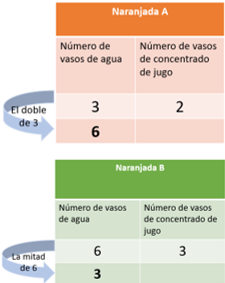 Naranjada A
Número de
vasos de agua
Número de
vasos de
concentrado
de jugo
El doble
de 3
3
2
6
Naranjada B
Número de vasos
de agua
Número de vasos
de concentrado de
jugo
La mitad
de 6
6
3
3